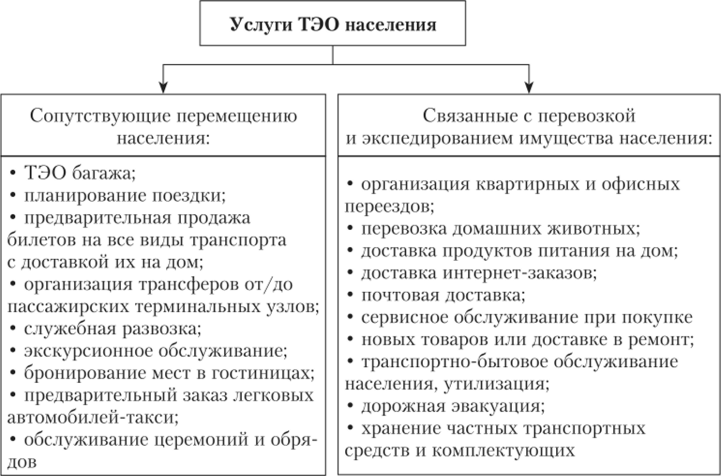 Услуги ТЭО населения
Сопутствующие перемещению
населения:
• ТЭО багажа;
• планирование поездки;
• предварительная продажа
билетов на все виды транспорта
с доставкой их на дом;
• организация трансферов от/до
пассажирских терминальных узлов;
• служебная развозка;
• экскурсионное обслуживание;
• бронирование мест в гостиницах;
• предварительный заказ легковых
автомобилей-такси;
• обслуживание церемоний и обря-
дов
Связанные с перевозкой
и экспедированием имущества населения:
• организация квартирных и офисных
переездов;
• перевозка домашних животных;
• доставка продуктов питания на дом;
• доставка интернет-заказов;
• почтовая доставка;
• сервисное обслуживание при покупке
• новых товаров или доставке в ремонт;
• транспортно-бытовое обслуживание
населения, утилизация;
• дорожная эвакуация;
• хранение частных транспортных
средств и комплектующих